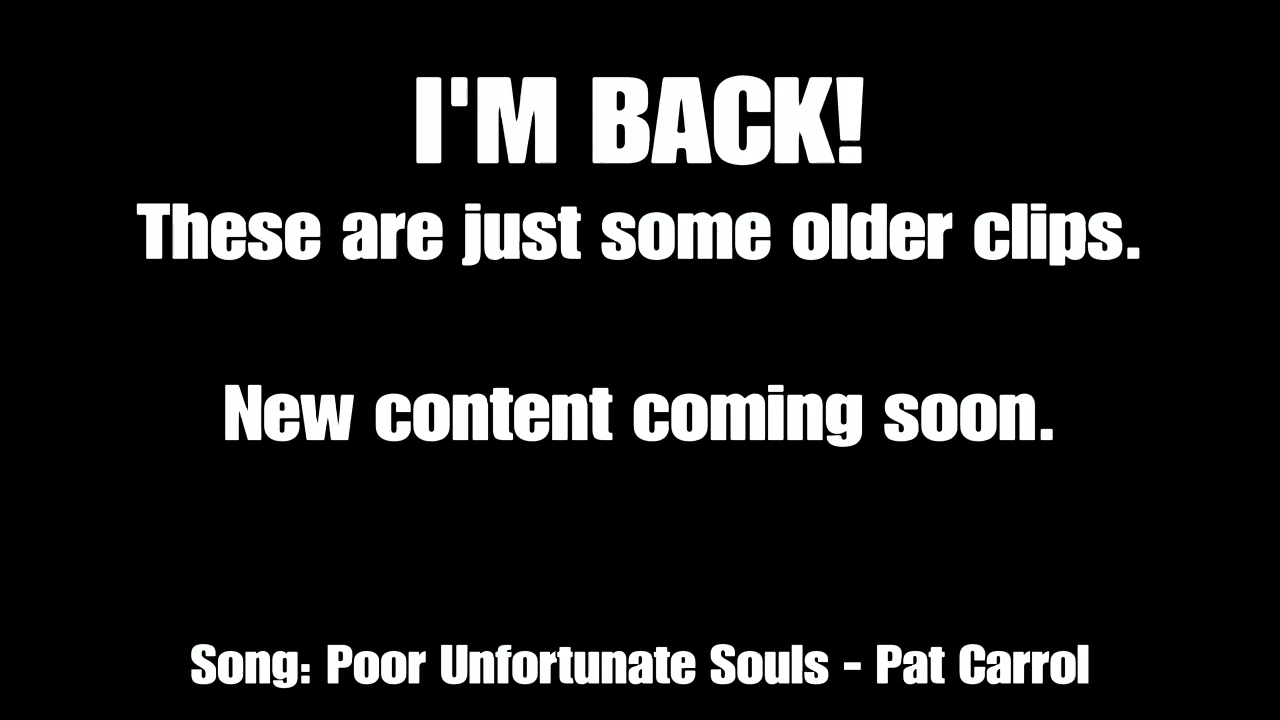 I'M BACK!
These are just some older clips.
New content coming soon.
Song: Poor Unfortunate Souls - Pat Carrol